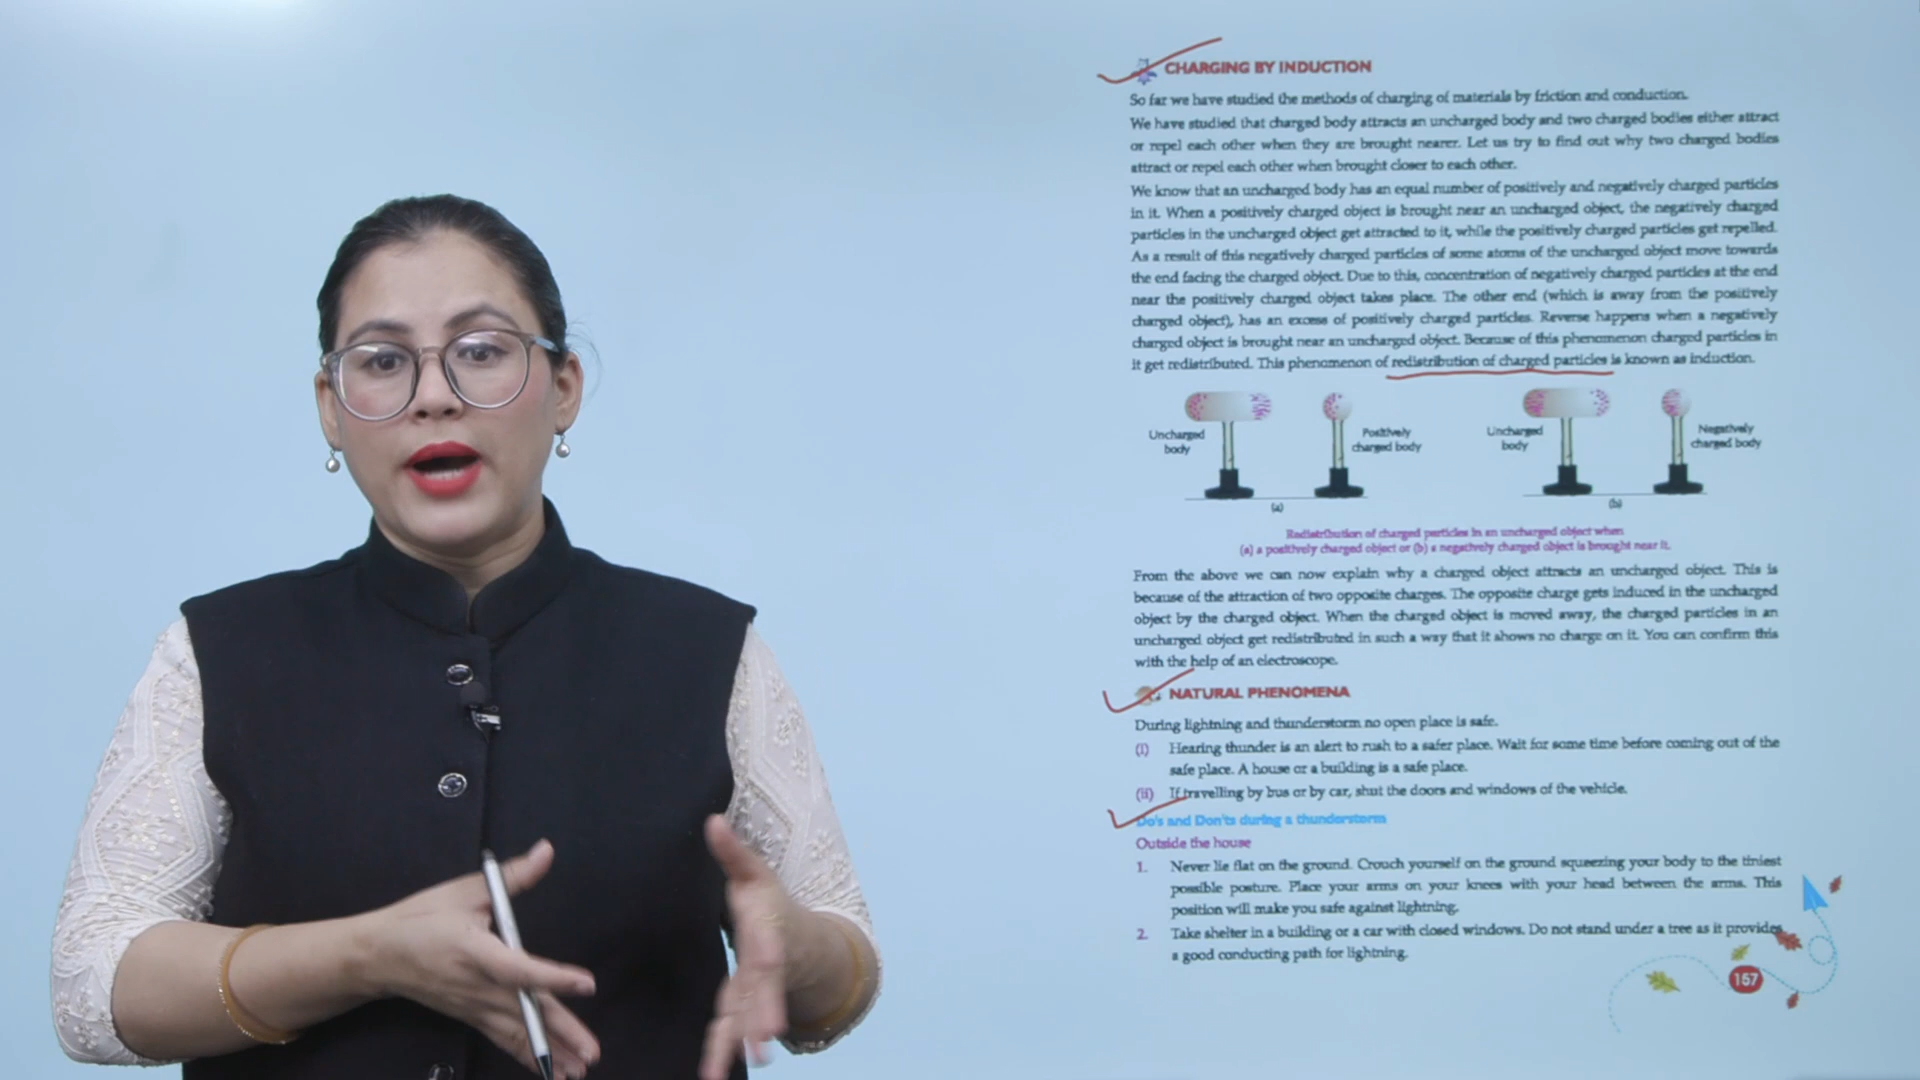 CHARGING BY INDUCTION
So far we have studied the methods of charging of materials by friction and conduction.
We have studied that charged body attracts an uncharged body and two charged bodies either attract
or repel each other when they are brought nearer. Let us try to find out why two charged bodies
attract or repel each other when brought closer to each other.
We know that an uncharged body has an equal number of positively and negatively charged particles
in it. When a positively charged object is brought near an uncharged object, the negatively charged
particles in the uncharged object get attracted to it, while the positively charged particles get repelled.
As a result of this negatively charged particles of some atoms of the uncharged object move towards
the end facing the charged object. Due to this, concentration of negatively charged particles at the end
near the positively charged object takes place. The other end (which is away from the positively
charged object), has an excess of positively charged particles. Reverse happens when a negatively
charged object is brought near an uncharged object. Because of this phenomenon charged particles in
it get redistributed. This phenomenon of redistribution of charged particles is known as induction.
Uncharged
body
Positively
charged body
(a)
Uncharged
body
Negatively
charged body
(b)
Redistribution of charged particles in an uncharged object when
(a) a positively charged object or (b) a negatively charged object is brought near it.
From the above we can now explain why a charged object attracts an uncharged object. This is
because of the attraction of two opposite charges. The opposite charge gets induced in the uncharged
object by the charged object. When the charged object is moved away, the charged particles in an
uncharged object get redistributed in such a way that it shows no charge on it. You can confirm this
with the help of an electroscope.
NATURAL PHENOMENA
During lightning and thunderstorm no open place is safe.
(i) Hearing thunder is an alert to rush to a safer place. Wait for some time before coming out of the
safe place. A house or a building is a safe place.
(ii) If travelling by bus or by car, shut the doors and windows of the vehicle.
Do's and Don'ts during a thunderstorm
Outside the house
1. Never lie flat on the ground. Crouch yourself on the ground squeezing your body to the tiniest
possible posture. Place your arms on your knees with your head between the arms. This
position will make you safe against lightning.
2. Take shelter in a building or a car with closed windows. Do not stand under a tree as it provides
a good conducting path for lightning.
157